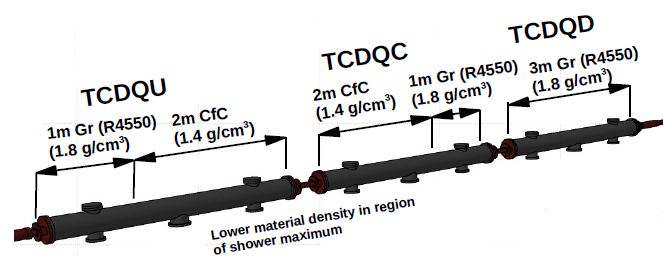 TCDQU
1m Gr (R4550)
(1.8 g/cm³)
2m CfC
(1.4 g/cm³)
TCDQC
2m CfC
(1.4 g/cm³)
1m Gr (R4550)
(1.8 g/cm³)
TCDQD
3m Gr (R4550)
(1.8 g/cm³)
Lower material density in region
of shower maximum